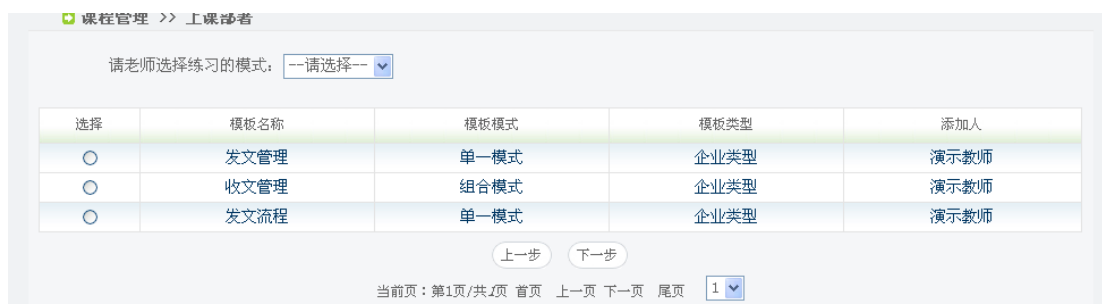 课程管理 >> 上课部署
请老师选择练习的模式： --请选择--
选择 模板名称 模板模式 模板类型 添加人
发文管理 单一模式 企业类型 演示教师
收文管理 组合模式 企业类型 演示教师
发文流程 单一模式 企业类型 演示教师
上一步 下一步
当前页：第1页/共1页 首页 上一页 下一页 尾页 1